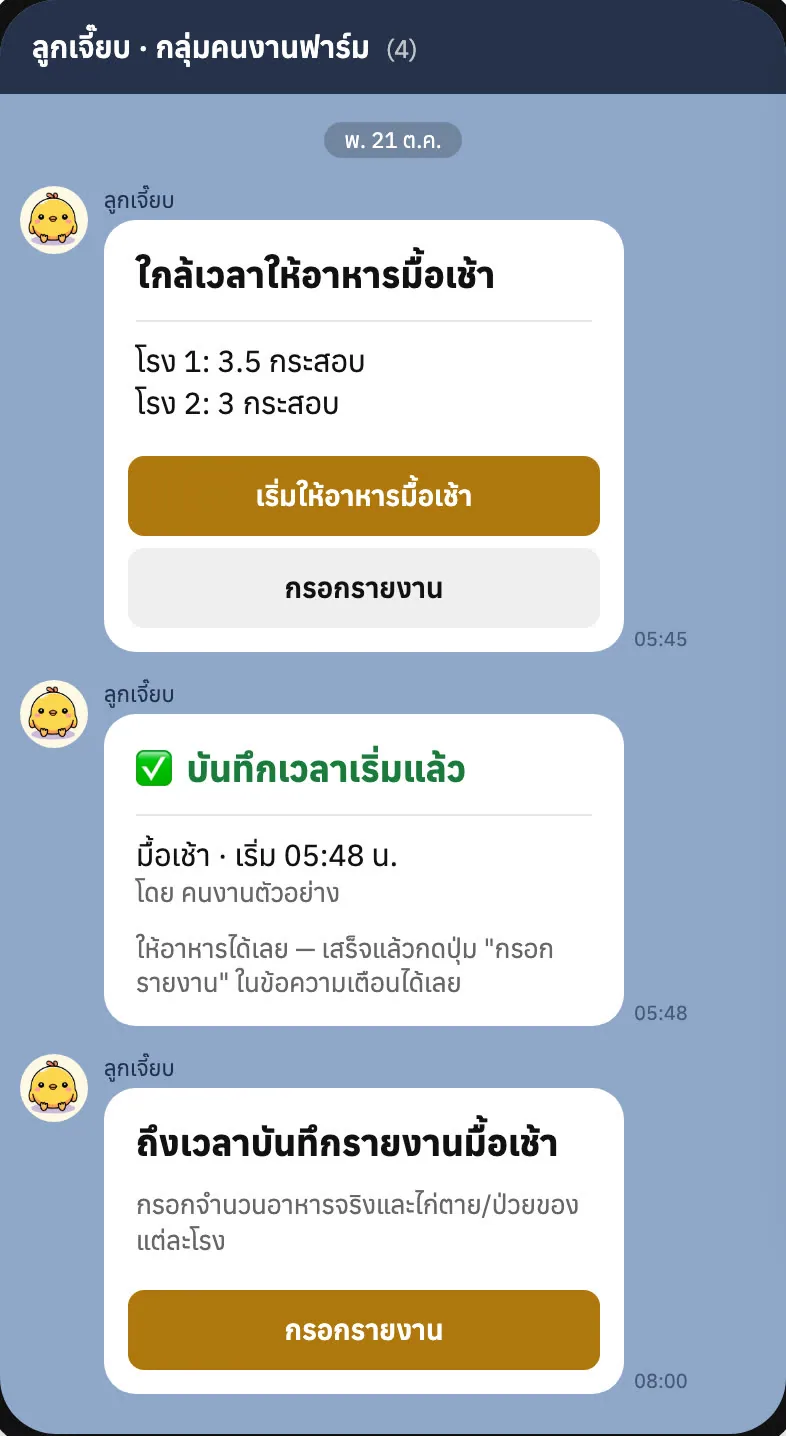 ลูกเจี๊ยบ · กลุ่มคนงานฟาร์ม (4)
พ. 21 ต.ค.
ลูกเจี๊ยบ
ใกล้เวลาให้อาหารมื้อเช้า
โรง 1: 3.5 กระสอบ
โรง 2: 3 กระสอบ
เริ่มให้อาหารมื้อเช้า
กรอกรายงาน
05:45
ลูกเจี๊ยบ
✅ บันทึกเวลาเริ่มแล้ว
มื้อเช้า · เริ่ม 05:48 น.
โดย คนงานตัวอย่าง
ให้อาหารได้เลย — เสร็จแล้วกดปุ่ม "กรอก
รายงาน" ในข้อความเตือนได้เลย
05:48
ลูกเจี๊ยบ
ถึงเวลาบันทึกรายงานมื้อเช้า
กรอกจำนวนอาหารจริงและไก่ตาย/ป่วยของ
แต่ละโรง
กรอกรายงาน
08:00